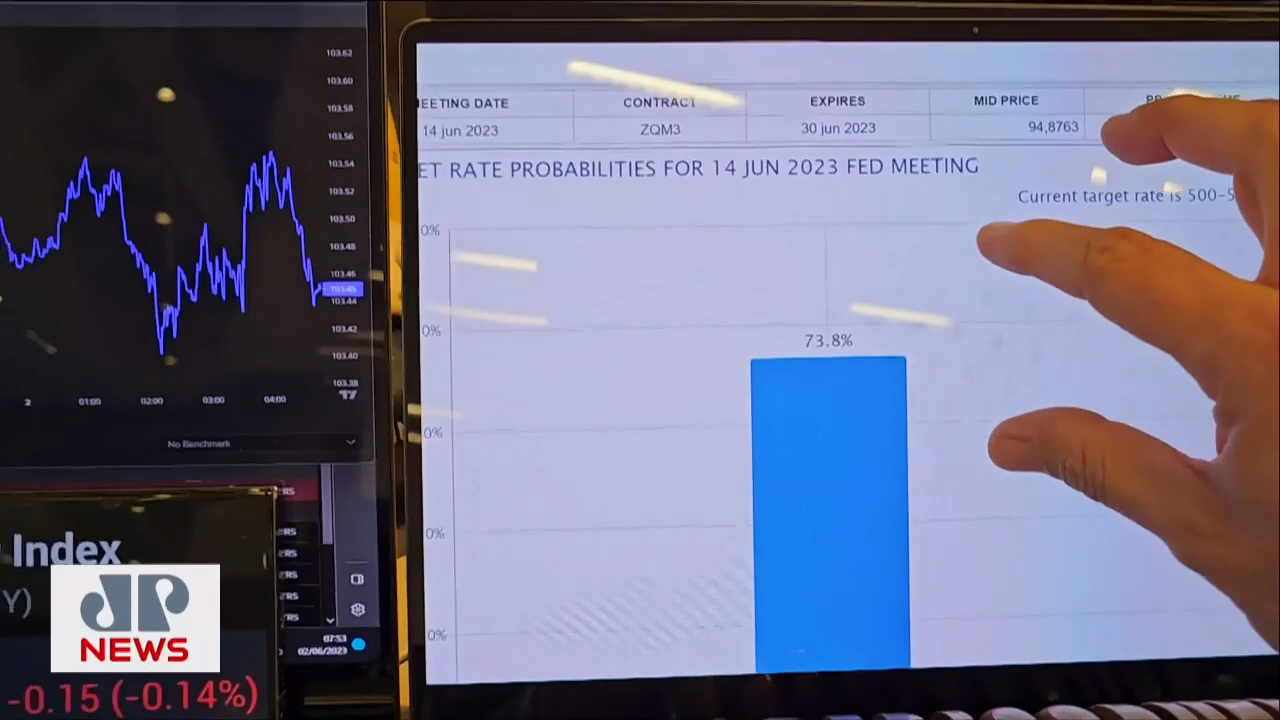 103.62
103.60
103.58
103.56
103.54
103.52
103.50
103.48
103.46
103.45
103.44
103.42
103.40
103.38
2 01:00 02:00 03:00 04:00
No Benchmark
Index
Y)
-0.15 (-0.14%)
JP
NEWS
07:53
02/06/2023
EETING DATE CONTRACT EXPIRES MID PRICE
14 jun 2023 ZQM3 30 jun 2023 94,8763
ET RATE PROBABILITIES FOR 14 JUN 2023 FED MEETING
Current target rate is 500-5
0%
0%
73.8%
0%
0%
0%